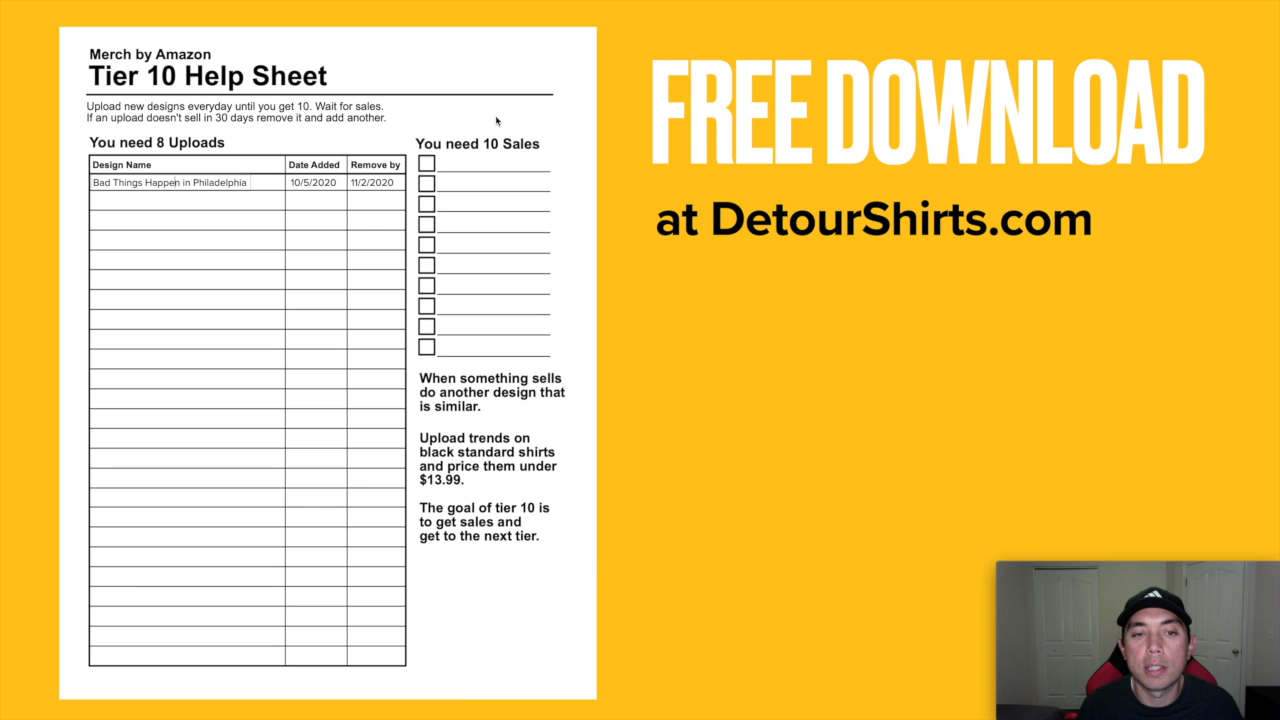 Merch by Amazon
Tier 10 Help Sheet
Upload new designs everyday until you get 10. Wait for sales.
If an upload doesn't sell in 30 days remove it and add another.
You need 8 Uploads
Design Name Date Added Remove by
Bad Things Happen in Philadelphia 10/5/2020 11/2/2020
You need 10 Sales
When something sells
do another design that
is similar.
Upload trends on
black standard shirts
and price them under
$13.99.
The goal of tier 10 is
to get sales and
get to the next tier.
FREE DOWNLOAD
at DetourShirts.com